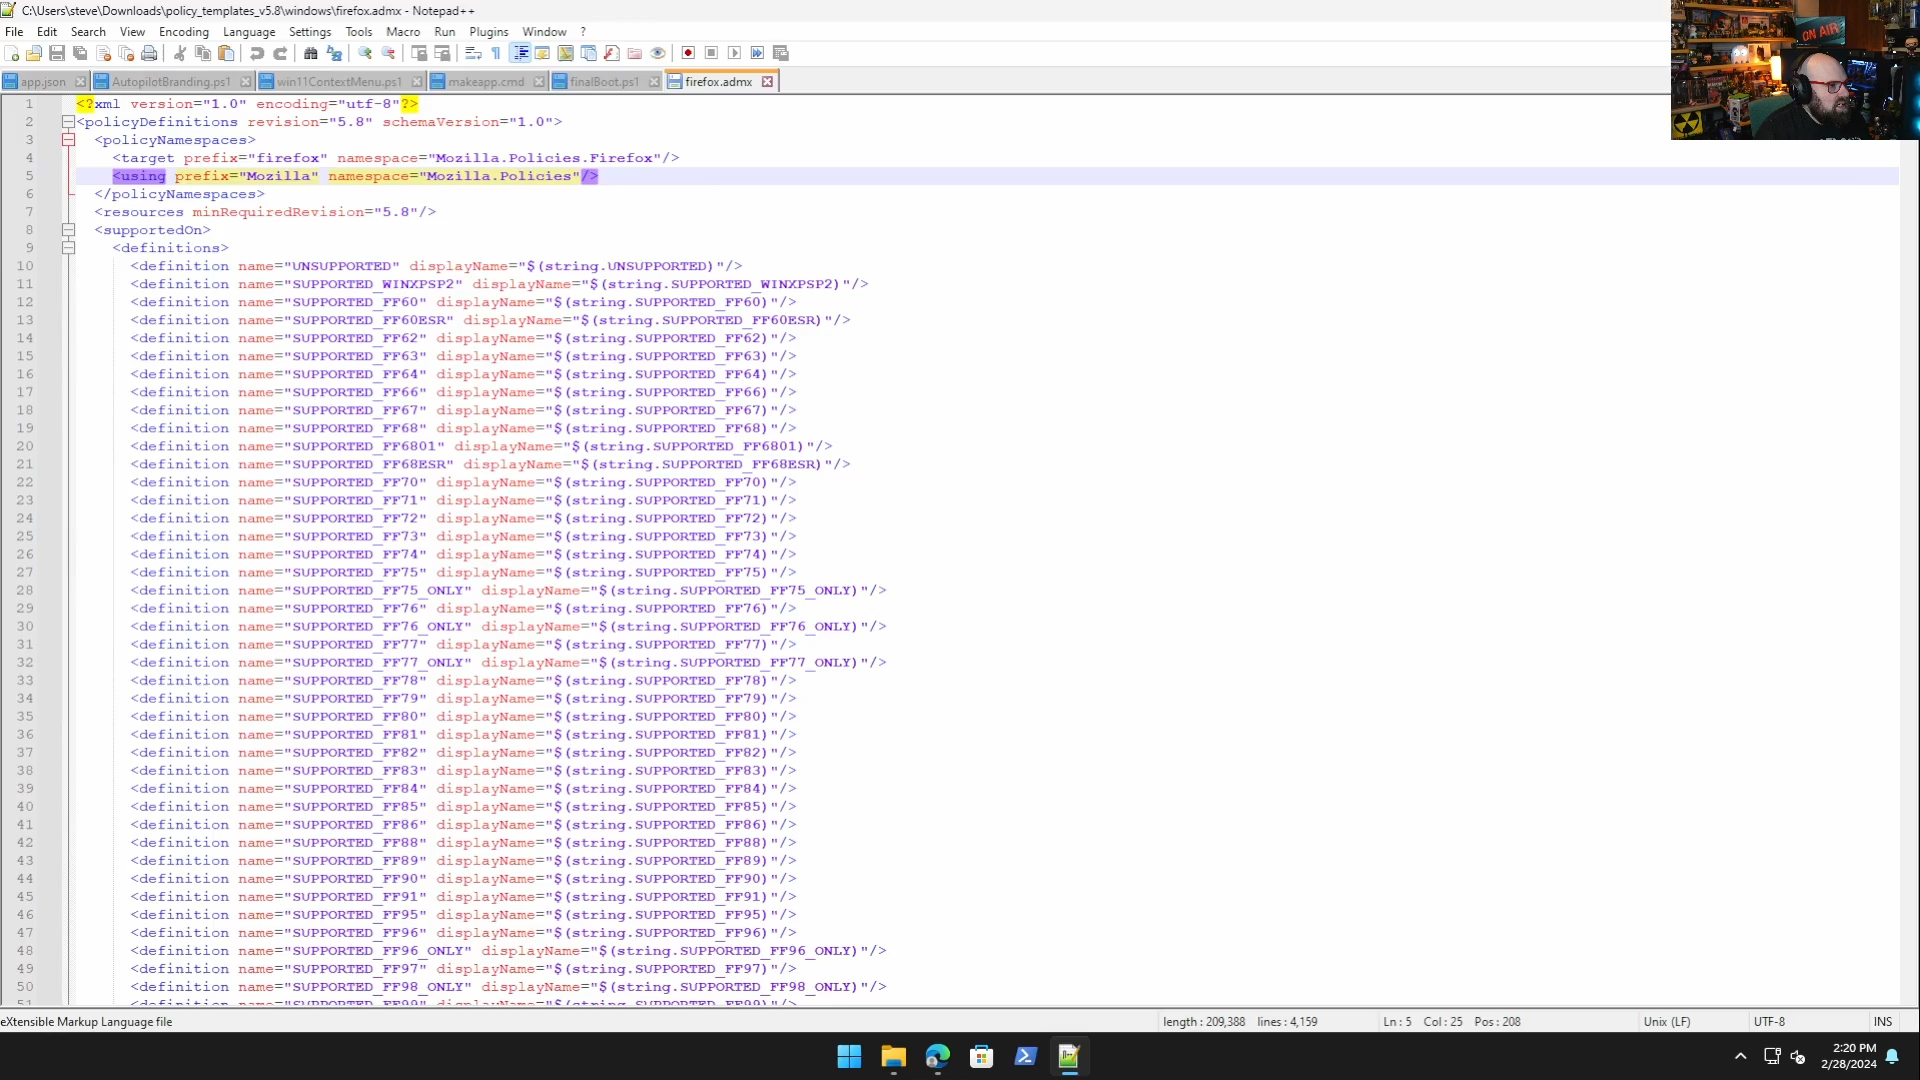 C:\Users\steve\Downloads\policy_templates_v5.8\windows\firefox.admx - Notepad++
File Edit Search View Encoding Language Settings Tools Macro Run Plugins Window ?
app.json AutopilotBranding.ps1 win11ContextMenu.ps1 makeapp.cmd finalBoot.ps1 firefox.admx
ON AIR
1 <?xml version="1.0" encoding="utf-8"?>
2 <policyDefinitions revision="5.8" schemaVersion="1.0">
3 <policyNamespaces>
4 <target prefix="firefox" namespace="Mozilla.Policies.Firefox"/>
5 <using prefix="Mozilla" namespace="Mozilla.Policies"/>
6 </policyNamespaces>
7 <resources minRequiredRevision="5.8"/>
8 <supportedOn>
9 <definitions>
10 <definition name="UNSUPPORTED" displayName="$(string.UNSUPPORTED)"/>
11 <definition name="SUPPORTED_WINXPSP2" displayName="$(string.SUPPORTED_WINXPSP2)"/>
12 <definition name="SUPPORTED_FF60" displayName="$(string.SUPPORTED_FF60)"/>
13 <definition name="SUPPORTED_FF60ESR" displayName="$(string.SUPPORTED_FF60ESR)"/>
14 <definition name="SUPPORTED_FF62" displayName="$(string.SUPPORTED_FF62)"/>
15 <definition name="SUPPORTED_FF63" displayName="$(string.SUPPORTED_FF63)"/>
16 <definition name="SUPPORTED_FF64" displayName="$(string.SUPPORTED_FF64)"/>
17 <definition name="SUPPORTED_FF66" displayName="$(string.SUPPORTED_FF66)"/>
18 <definition name="SUPPORTED_FF67" displayName="$(string.SUPPORTED_FF67)"/>
19 <definition name="SUPPORTED_FF68" displayName="$(string.SUPPORTED_FF68)"/>
20 <definition name="SUPPORTED_FF6801" displayName="$(string.SUPPORTED_FF6801)"/>
21 <definition name="SUPPORTED_FF68ESR" displayName="$(string.SUPPORTED_FF68ESR)"/>
22 <definition name="SUPPORTED_FF70" displayName="$(string.SUPPORTED_FF70)"/>
23 <definition name="SUPPORTED_FF71" displayName="$(string.SUPPORTED_FF71)"/>
24 <definition name="SUPPORTED_FF72" displayName="$(string.SUPPORTED_FF72)"/>
25 <definition name="SUPPORTED_FF73" displayName="$(string.SUPPORTED_FF73)"/>
26 <definition name="SUPPORTED_FF74" displayName="$(string.SUPPORTED_FF74)"/>
27 <definition name="SUPPORTED_FF75" displayName="$(string.SUPPORTED_FF75)"/>
28 <definition name="SUPPORTED_FF75_ONLY" displayName="$(string.SUPPORTED_FF75_ONLY)"/>
29 <definition name="SUPPORTED_FF76" displayName="$(string.SUPPORTED_FF76)"/>
30 <definition name="SUPPORTED_FF76_ONLY" displayName="$(string.SUPPORTED_FF76_ONLY)"/>
31 <definition name="SUPPORTED_FF77" displayName="$(string.SUPPORTED_FF77)"/>
32 <definition name="SUPPORTED_FF77_ONLY" displayName="$(string.SUPPORTED_FF77_ONLY)"/>
33 <definition name="SUPPORTED_FF78" displayName="$(string.SUPPORTED_FF78)"/>
34 <definition name="SUPPORTED_FF79" displayName="$(string.SUPPORTED_FF79)"/>
35 <definition name="SUPPORTED_FF80" displayName="$(string.SUPPORTED_FF80)"/>
36 <definition name="SUPPORTED_FF81" displayName="$(string.SUPPORTED_FF81)"/>
37 <definition name="SUPPORTED_FF82" displayName="$(string.SUPPORTED_FF82)"/>
38 <definition name="SUPPORTED_FF83" displayName="$(string.SUPPORTED_FF83)"/>
39 <definition name="SUPPORTED_FF84" displayName="$(string.SUPPORTED_FF84)"/>
40 <definition name="SUPPORTED_FF85" displayName="$(string.SUPPORTED_FF85)"/>
41 <definition name="SUPPORTED_FF86" displayName="$(string.SUPPORTED_FF86)"/>
42 <definition name="SUPPORTED_FF88" displayName="$(string.SUPPORTED_FF88)"/>
43 <definition name="SUPPORTED_FF89" displayName="$(string.SUPPORTED_FF89)"/>
44 <definition name="SUPPORTED_FF90" displayName="$(string.SUPPORTED_FF90)"/>
45 <definition name="SUPPORTED_FF91" displayName="$(string.SUPPORTED_FF91)"/>
46 <definition name="SUPPORTED_FF95" displayName="$(string.SUPPORTED_FF95)"/>
47 <definition name="SUPPORTED_FF96" displayName="$(string.SUPPORTED_FF96)"/>
48 <definition name="SUPPORTED_FF96_ONLY" displayName="$(string.SUPPORTED_FF96_ONLY)"/>
49 <definition name="SUPPORTED_FF97" displayName="$(string.SUPPORTED_FF97)"/>
50 <definition name="SUPPORTED_FF98_ONLY" displayName="$(string.SUPPORTED_FF98_ONLY)"/>
51 <definition name="SUPPORTED_FF99" displayName="$(string.SUPPORTED_FF99)"/>
eXtensible Markup Language file length : 209,388 lines : 4,159 Ln : 5 Col : 25 Pos : 208 Unix (LF) UTF-8 INS
2:20 PM
2/28/2024